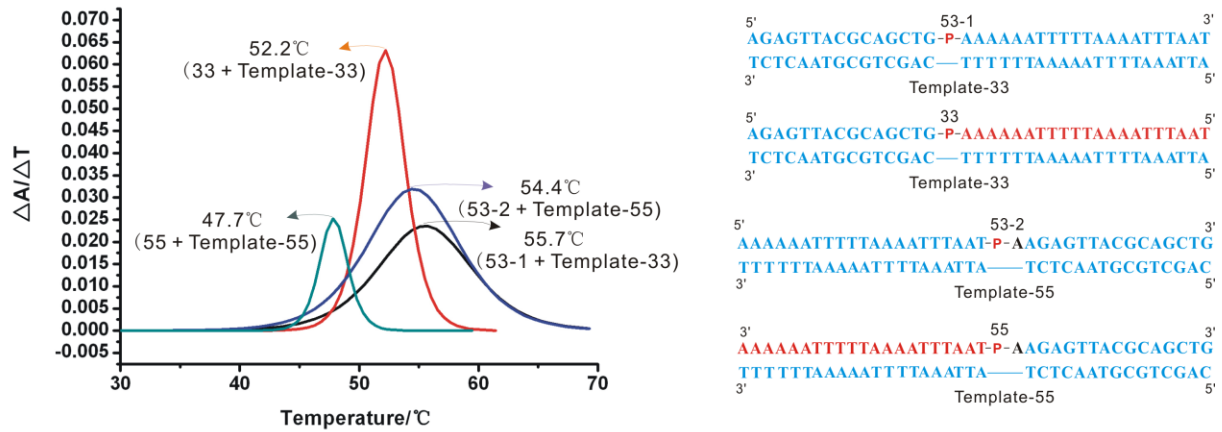 0.070
0.065
0.060
0.055
0.050
0.045
0.040
0.035
0.030
0.025
0.020
0.015
0.010
0.005
0.000
-0.005
△A/△T
52.2℃
(33 + Template-33)
47.7℃
(55 + Template-55)
54.4℃
(53-2 + Template-55)
55.7℃
(53-1 + Template-33)
30 40 50 60 70
Temperature/℃
53-1
5' 3'
AGAGTTACGCAGCTG-P-AAAAAATTTTTAAAATTTAAT
TCTCAATGCGTCGAC—TTTTTTAAAAATTTTAAATTA
3' 5'
Template-33
33
5' 5'
AGAGTTACGCAGCTG-P-AAAAAATTTTTAAAATTTAAT
TCTCAATGCGTCGAC—TTTTTTAAAAATTTTAAATTA
3' 5'
Template-33
53-2
5' 3'
AAAAAATTTTTAAAATTTAAT-P-AAGAGTTACGCAGCTG
TTTTTTAAAAATTTTAAATTA—TCTCAATGCGTCGAC
3' 5'
Template-55
55
3' 3'
AAAAAATTTTTAAAATTTAAT-P-AAGAGTTACGCAGCTG
TTTTTTAAAAATTTTAAATTA—TCTCAATGCGTCGAC
3' 5'
Template-55